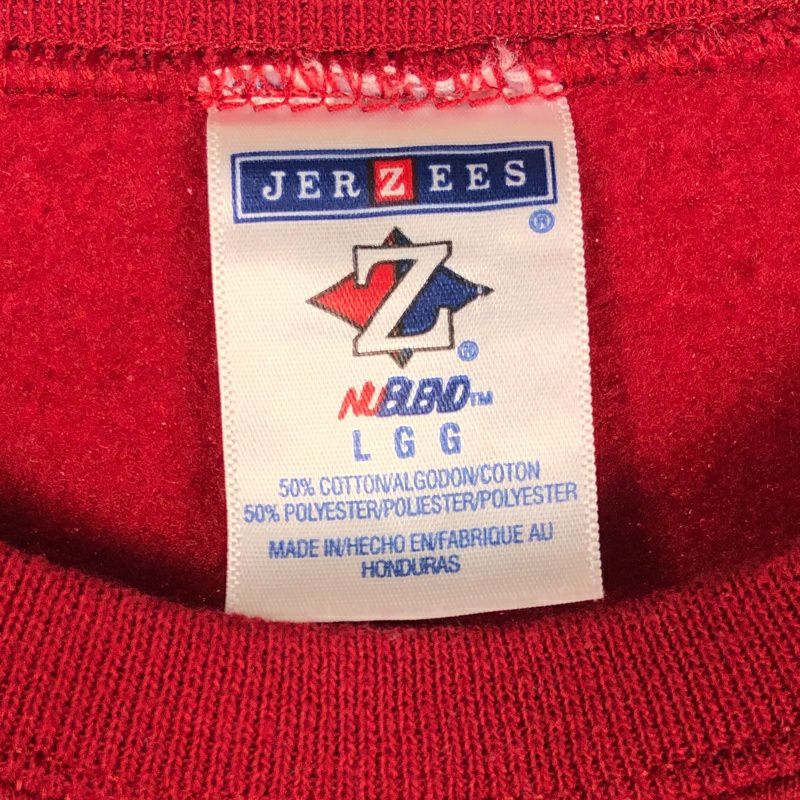 JERZEES
®
Z
®
NUBLEND™
L G G
50% COTTON/ALGODON/COTON
50% POLYESTER/POLIESTER/POLYESTER
MADE IN/HECHO EN/FABRIQUE AU
HONDURAS